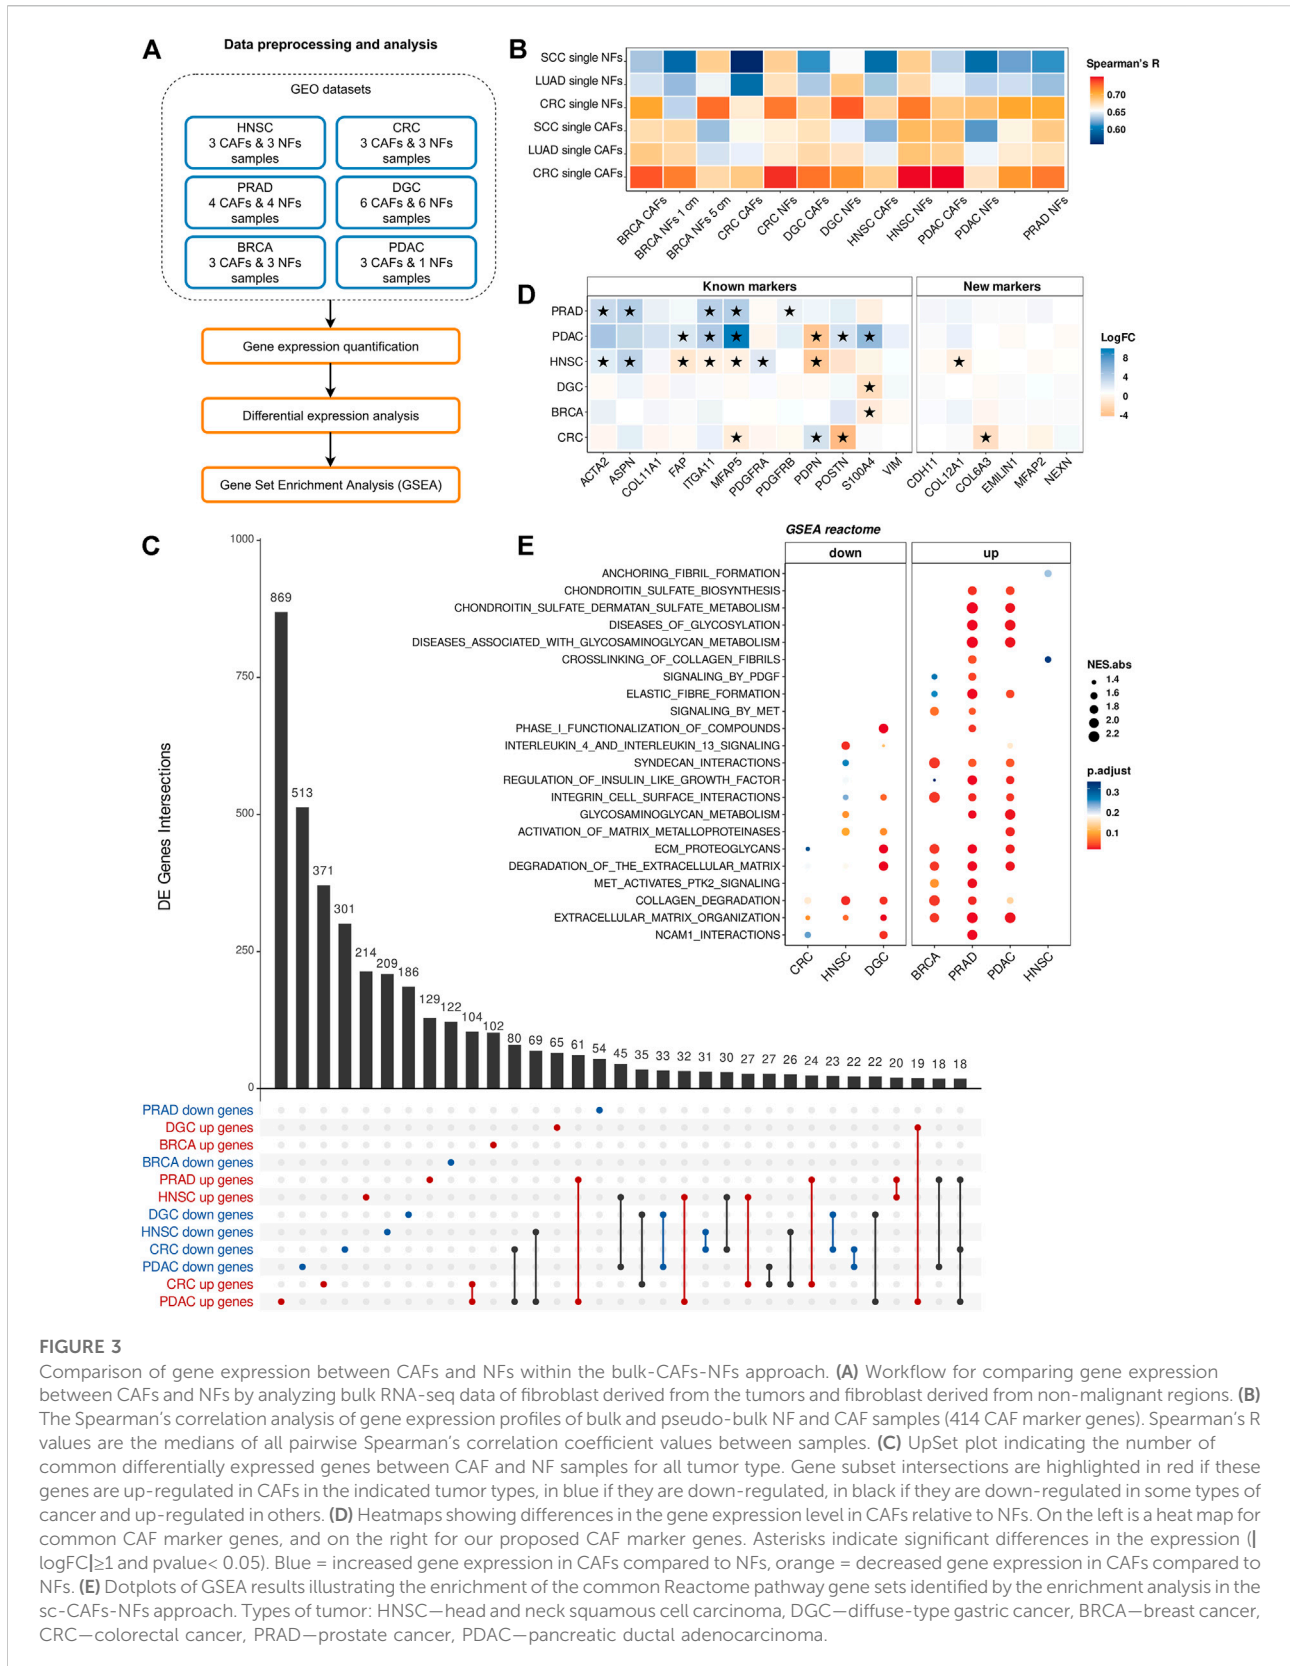 A
Data preprocessing and analysis
GEO datasets
HNSC
3 CAFs & 3 NFs
samples
CRC
3 CAFs & 3 NFs
samples
PRAD
4 CAFs & 4 NFs
samples
DGC
6 CAFs & 6 NFs
samples
BRCA
3 CAFs & 3 NFs
samples
PDAC
3 CAFs & 1 NFs
samples
Gene expression quantification
Differential expression analysis
Gene Set Enrichment Analysis (GSEA)
B
SCC single NFs
LUAD single NFs
CRC single NFs
SCC single CAFs
LUAD single CAFs
CRC single CAFs
BRCA CAFs
BRCA NFs 1 cm
BRCA NFs 5 cm
CRC CAFs
CRC NFs
DGC CAFs
DGC NFs
HNSC CAFs
HNSC NFs
PDAC CAFs
PDAC NFs
PRAD NFs
Spearman's R
0.70
0.65
0.60
D
Known markers
New markers
PRAD
PDAC
HNSC
DGC
BRCA
CRC
ACTA2
ASPN
COL11A1
FAP
ITGA11
MFAP5
PDGFRA
PDGFRB
PDPN
POSTN
S100A4
VIM
CDH11
COL12A1
COL6A3
EMILIN1
MFAP2
NEXN
LogFC
8
4
0
-4
C
DE Genes Intersections
1000
750
500
250
0
869
513
371
301
214
209
186
129
122
104
102
80
69
65
61
54
45
35
33
32
31
30
27
27
26
24
23
22
22
20
19
18
18
PRAD down genes
DGC up genes
BRCA up genes
BRCA down genes
PRAD up genes
HNSC up genes
DGC down genes
HNSC down genes
CRC down genes
PDAC down genes
CRC up genes
PDAC up genes
E
GSEA reactome
down
up
ANCHORING_FIBRIL_FORMATION
CHONDROITIN_SULFATE_BIOSYNTHESIS
CHONDROITIN_SULFATE_DERMATAN_SULFATE_METABOLISM
DISEASES_OF_GLYCOSYLATION
DISEASES_ASSOCIATED_WITH_GLYCOSAMINOGLYCAN_METABOLISM
CROSSLINKING_OF_COLLAGEN_FIBRILS
SIGNALING_BY_PDGF
ELASTIC_FIBRE_FORMATION
SIGNALING_BY_MET
PHASE_I_FUNCTIONALIZATION_OF_COMPOUNDS
INTERLEUKIN_4_AND_INTERLEUKIN_13_SIGNALING
SYNDECAN_INTERACTIONS
REGULATION_OF_INSULIN_LIKE_GROWTH_FACTOR
INTEGRIN_CELL_SURFACE_INTERACTIONS
GLYCOSAMINOGLYCAN_METABOLISM
ACTIVATION_OF_MATRIX_METALLOPROTEINASES
ECM_PROTEOGLYCANS
DEGRADATION_OF_THE_EXTRACELLULAR_MATRIX
MET_ACTIVATES_PTK2_SIGNALING
COLLAGEN_DEGRADATION
EXTRACELLULAR_MATRIX_ORGANIZATION
NCAM1_INTERACTIONS
CRC
HNSC
DGC
BRCA
PRAD
PDAC
HNSC
NES.abs
1.4
1.6
1.8
2.0
2.2
p.adjust
0.3
0.2
0.1
FIGURE 3
Comparison of gene expression between CAFs and NFs within the bulk-CAFs-NFs approach. (A) Workflow for comparing gene expression
between CAFs and NFs by analyzing bulk RNA-seq data of fibroblast derived from the tumors and fibroblast derived from non-malignant regions. (B)
The Spearman's correlation analysis of gene expression profiles of bulk and pseudo-bulk NF and CAF samples (414 CAF marker genes). Spearman's R
values are the medians of all pairwise Spearman's correlation coefficient values between samples. (C) UpSet plot indicating the number of
common differentially expressed genes between CAF and NF samples for all tumor type. Gene subset intersections are highlighted in red if these
genes are up-regulated in CAFs in the indicated tumor types, in blue if they are down-regulated, in black if they are down-regulated in some types of
cancer and up-regulated in others. (D) Heatmaps showing differences in the gene expression level in CAFs relative to NFs. On the left is a heat map for
common CAF marker genes, and on the right for our proposed CAF marker genes. Asterisks indicate significant differences in the expression (|
logFC|≥1 and pvalue< 0.05). Blue = increased gene expression in CAFs compared to NFs, orange = decreased gene expression in CAFs compared to
NFs. (E) Dotplots of GSEA results illustrating the enrichment of the common Reactome pathway gene sets identified by the enrichment analysis in the
sc-CAFs-NFs approach. Types of tumor: HNSC—head and neck squamous cell carcinoma, DGC—diffuse-type gastric cancer, BRCA—breast cancer,
CRC—colorectal cancer, PRAD—prostate cancer, PDAC—pancreatic ductal adenocarcinoma.